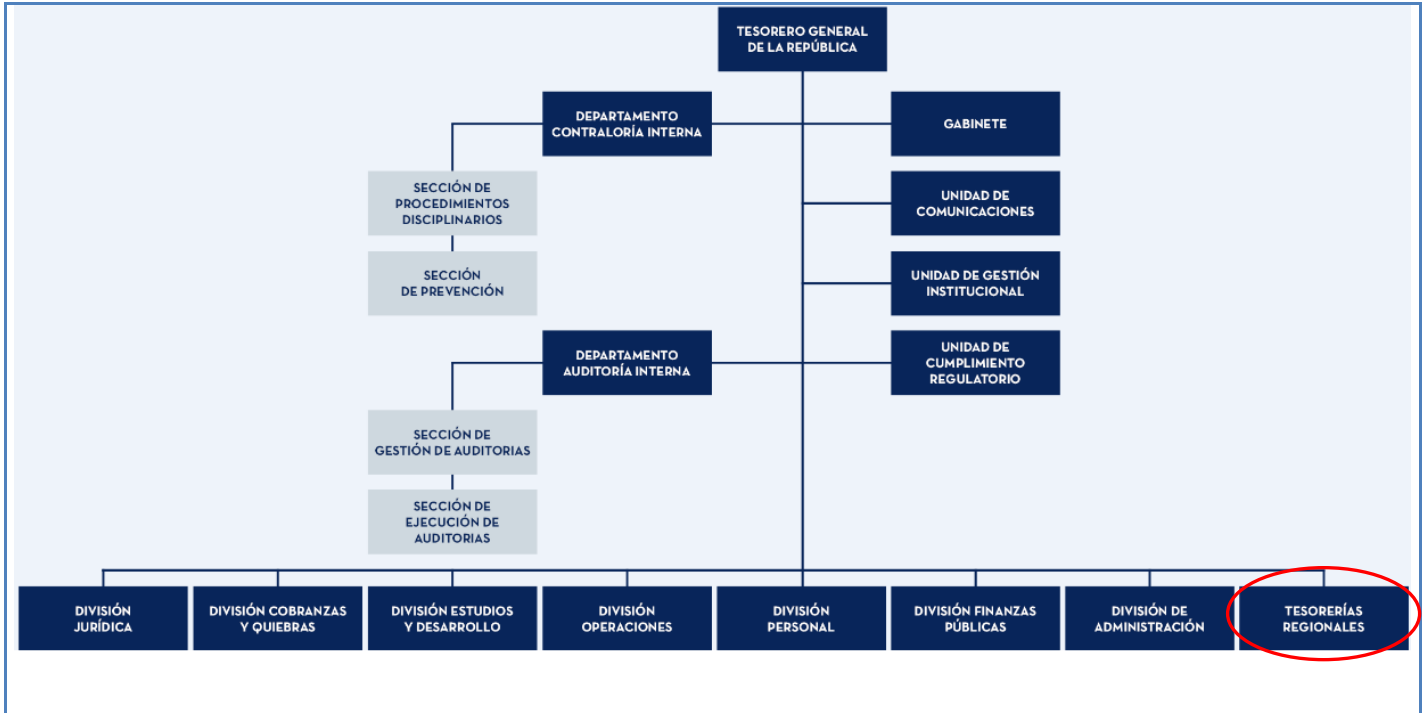 TESORERO GENERAL
DE LA REPÚBLICA
DEPARTAMENTO
CONTRALORÍA INTERNA
GABINETE
SECCIÓN DE
PROCEDIMIENTOS
DISCIPLINARIOS
UNIDAD DE
COMUNICACIONES
SECCIÓN
DE PREVENCIÓN
UNIDAD DE GESTIÓN
INSTITUCIONAL
DEPARTAMENTO
AUDITORÍA INTERNA
UNIDAD DE
CUMPLIMIENTO
REGULATORIO
SECCIÓN DE
GESTIÓN DE AUDITORIAS
SECCIÓN DE
EJECUCIÓN DE
AUDITORIAS
DIVISIÓN
JURÍDICA
DIVISIÓN COBRANZAS
Y QUIEBRAS
DIVISIÓN ESTUDIOS
Y DESARROLLO
DIVISIÓN
OPERACIONES
DIVISIÓN
PERSONAL
DIVISIÓN FINANZAS
PÚBLICAS
DIVISIÓN DE
ADMINISTRACIÓN
TESORERÍAS
REGIONALES